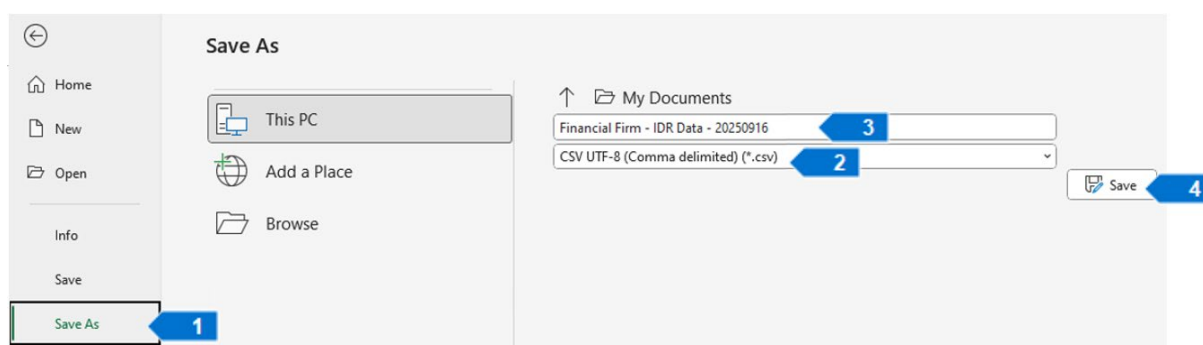 Save As
Home
New
Open
Info
Save
Save As
1
This PC
Add a Place
Browse
My Documents
Financial Firm - IDR Data - 20250916
3
CSV UTF-8 (Comma delimited) (*.csv)
2
Save
4